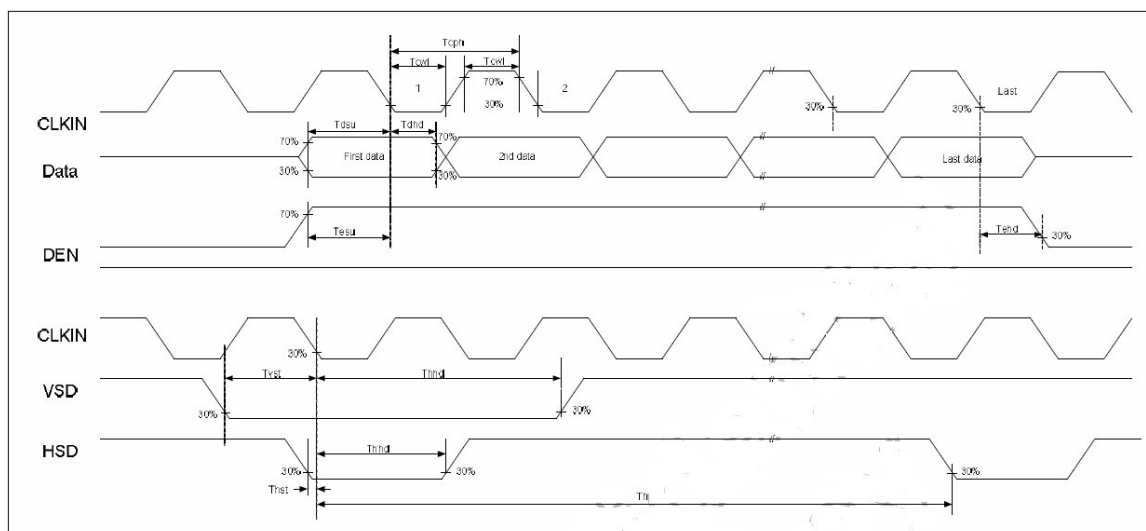 Tcph
Tcwl Tcwl
70%
1 30% 2 // 30% 30% Last
CLKIN
Tdsu Tdhd
70% 70%
First data 2nd data // Last data
Data
30% 30% //
70% //
DEN
Tesu Tehd 30%
CLKIN
30% //
Tvst Thhdl
VSD //
30% 30%
HSD //
Thhdl
30% 30% 30%
Thst
Th